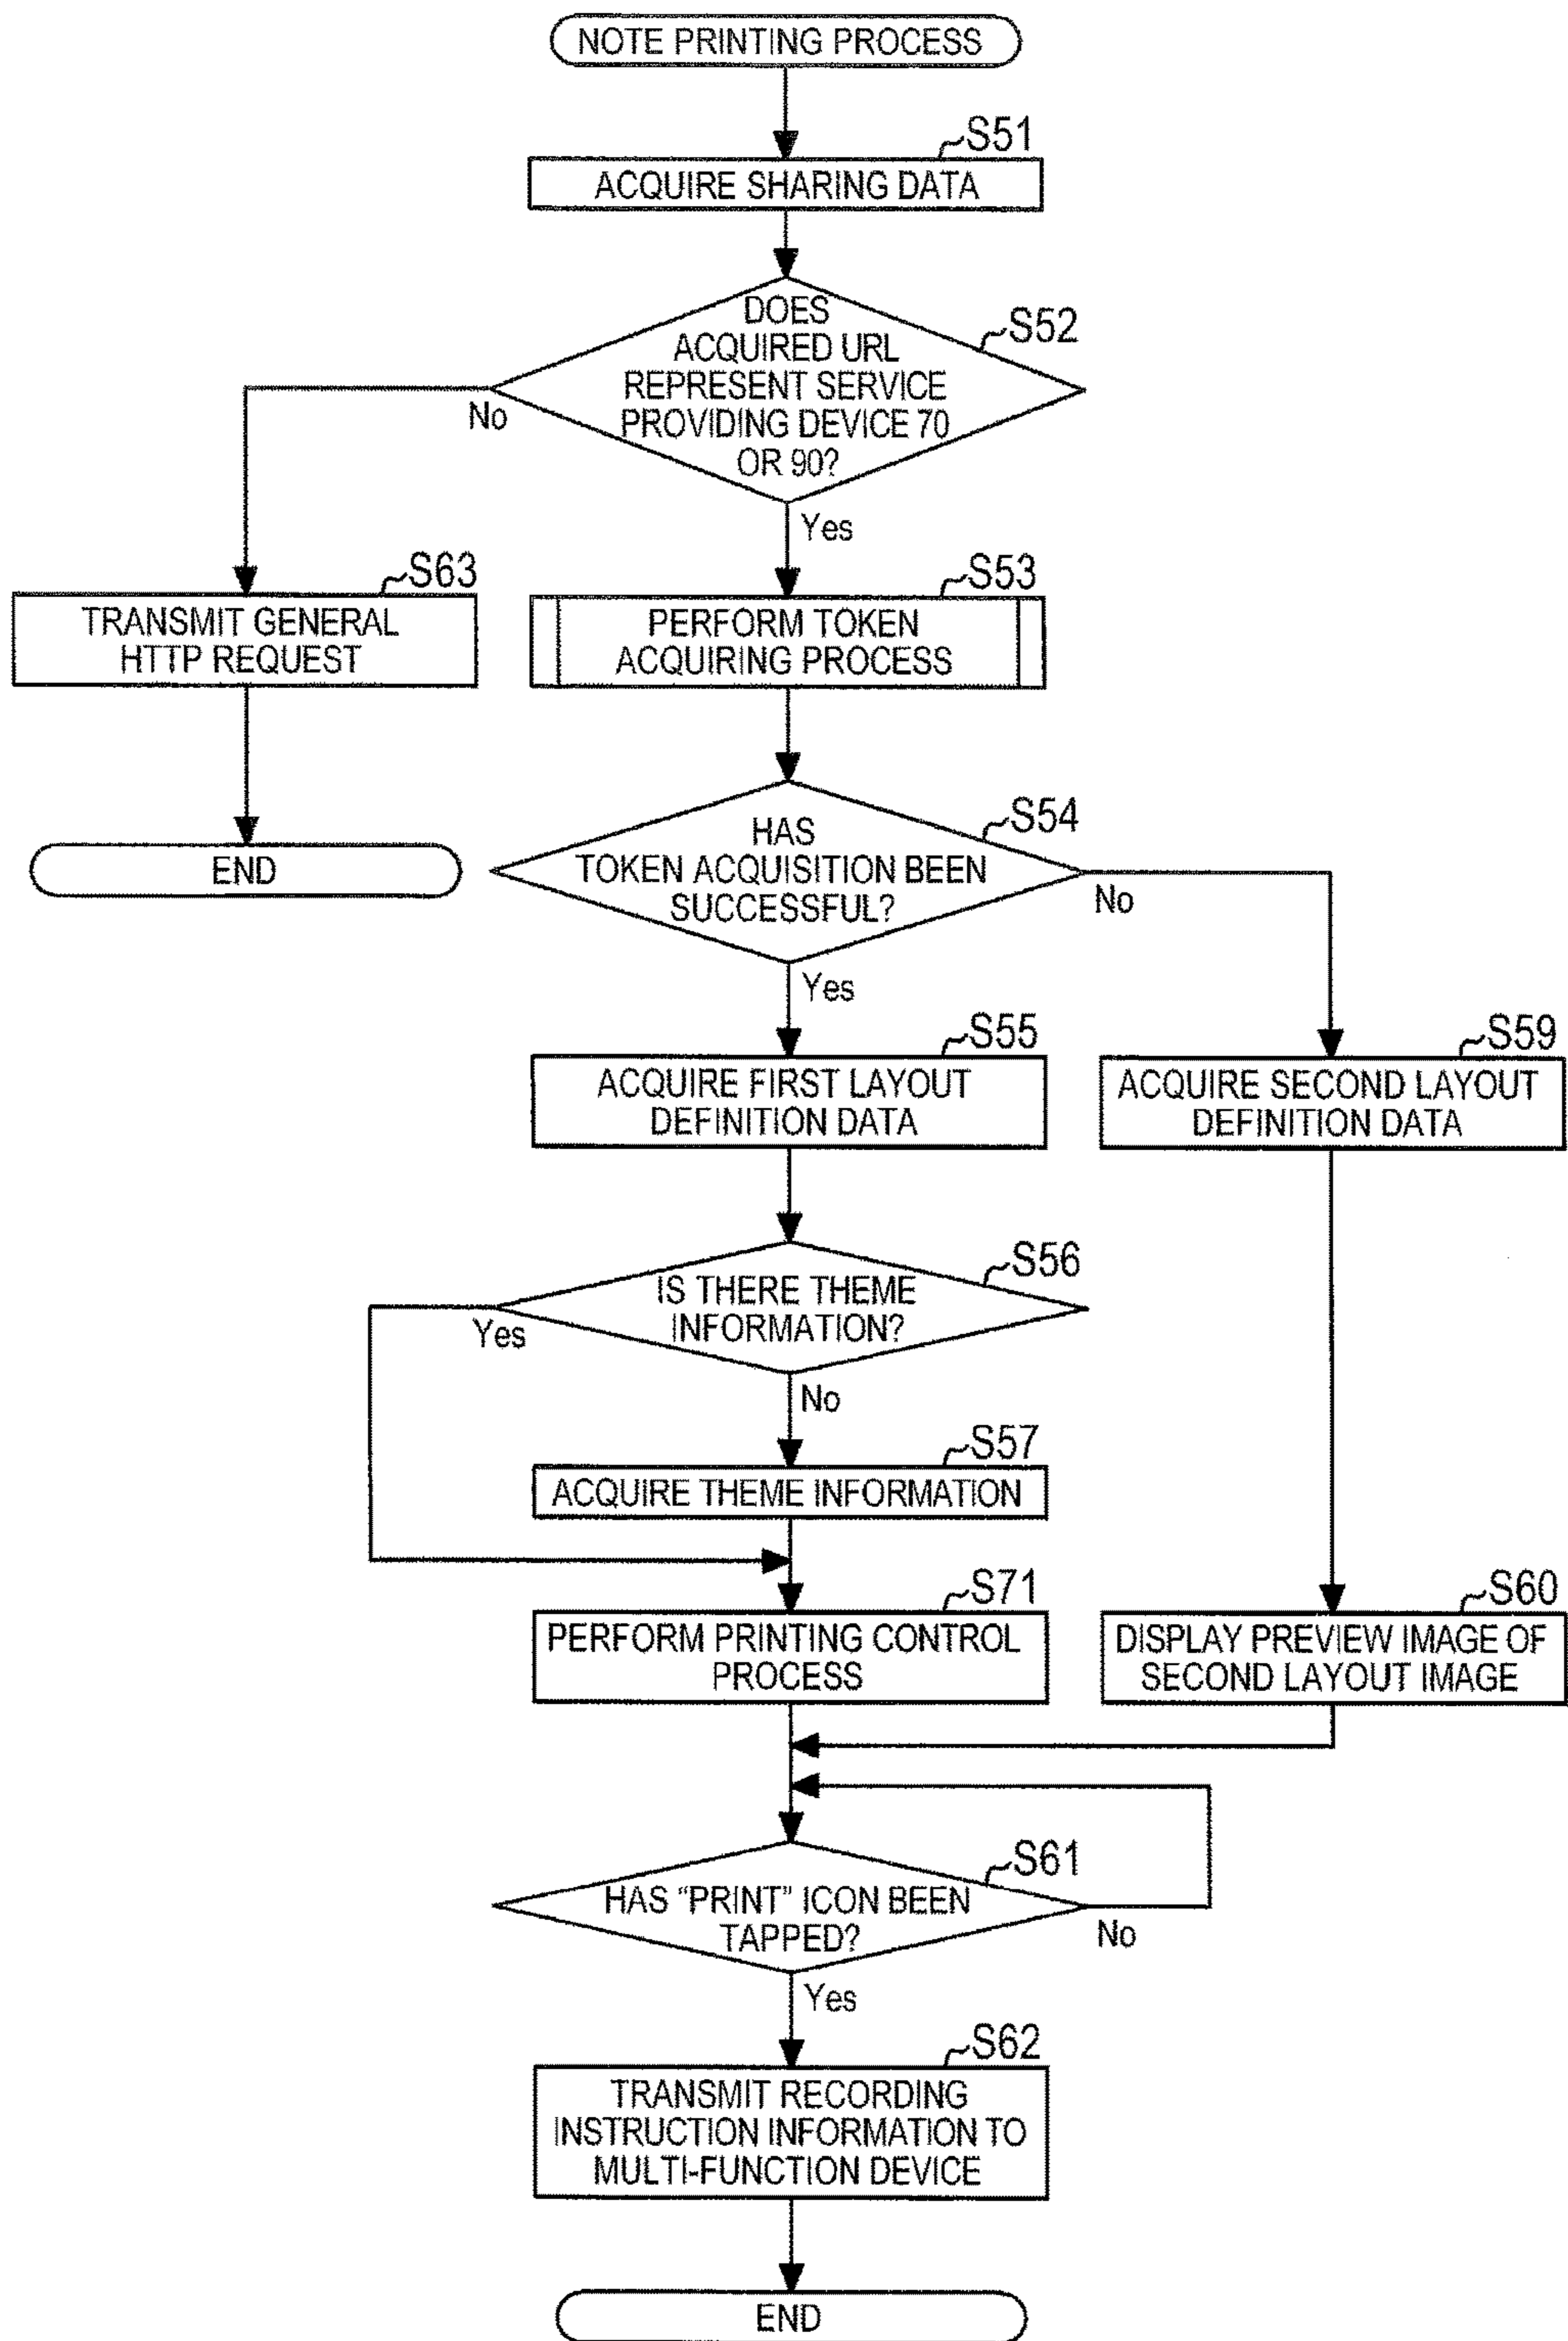 NOTE PRINTING PROCESS
S51
ACQUIRE SHARING DATA
S52
DOES
ACQUIRED URL
REPRESENT SERVICE
PROVIDING DEVICE 70
OR 90?
No
Yes
S63
TRANSMIT GENERAL
HTTP REQUEST
S53
PERFORM TOKEN
ACQUIRING PROCESS
END
S54
HAS
TOKEN ACQUISITION BEEN
SUCCESSFUL?
No
Yes
S55
ACQUIRE FIRST LAYOUT
DEFINITION DATA
S59
ACQUIRE SECOND LAYOUT
DEFINITION DATA
S56
IS THERE THEME
INFORMATION?
Yes
No
S57
ACQUIRE THEME INFORMATION
S71
PERFORM PRINTING CONTROL
PROCESS
S60
DISPLAY PREVIEW IMAGE OF
SECOND LAYOUT IMAGE
S61
HAS “PRINT” ICON BEEN
TAPPED?
No
Yes
S62
TRANSMIT RECORDING
INSTRUCTION INFORMATION TO
MULTI-FUNCTION DEVICE
END